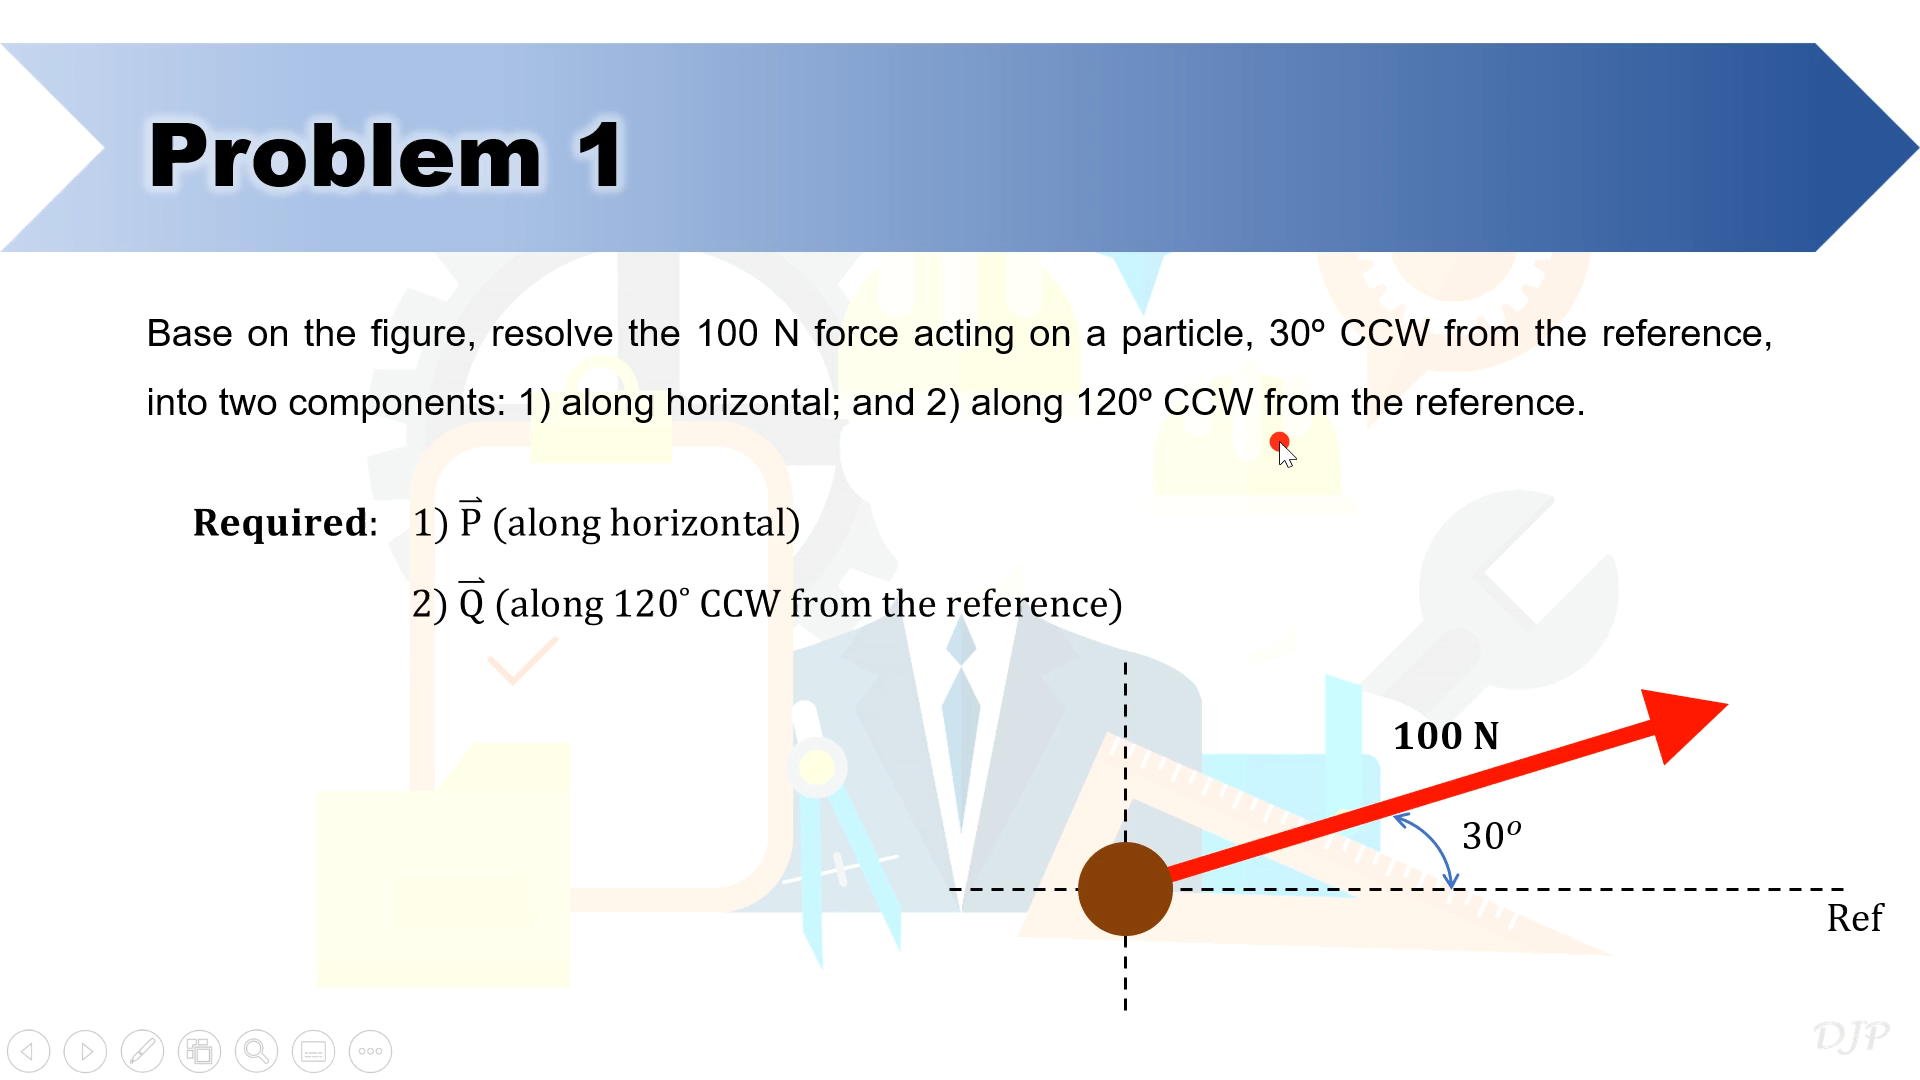 Problem 1
Base on the figure, resolve the 100 N force acting on a particle, 30º CCW from the reference,
into two components: 1) along horizontal; and 2) along 120º CCW from the reference.
Required: 1) P⃗ (along horizontal)
2) Q⃗ (along 120° CCW from the reference)
100 N
30º
Ref
DJP